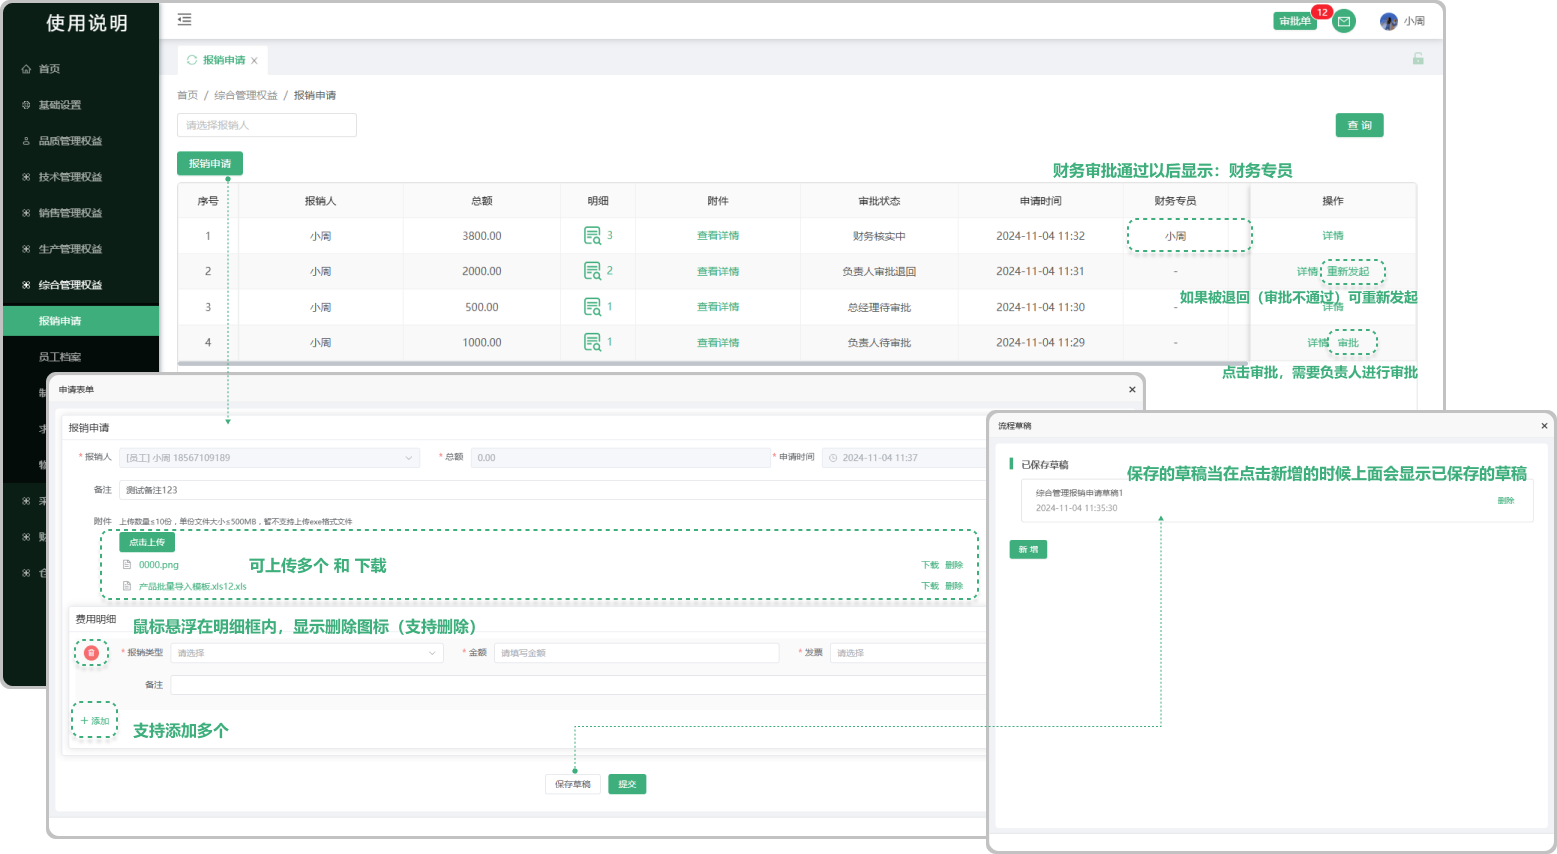 使用说明
首页
基础设置
品质管理权益
技术管理权益
销售管理权益
生产管理权益
综合管理权益
报销申请
员工档案
制
求
物
采
财
仓
审批单 12 小周
报销申请 ×
首页 / 综合管理权益 / 报销申请
请选择报销人
查 询
报销申请
财务审批通过以后显示：财务专员
序号 报销人 总额 明细 附件 审批状态 申请时间 财务专员 操作
1 小周 3800.00 3 查看详情 财务核实中 2024-11-04 11:32 小周 详情
2 小周 2000.00 2 查看详情 负责人审批退回 2024-11-04 11:31 - 详情 重新发起
如果被退回（审批不通过）可重新发起
3 小周 500.00 1 查看详情 总经理待审批 2024-11-04 11:30 - 详情
4 小周 1000.00 1 查看详情 负责人待审批 2024-11-04 11:29 - 详情 审批
点击审批，需要负责人进行审批
申请表单 ×
报销申请
* 报销人 [员工] 小周 18567109189 * 总额 0.00 * 申请时间 2024-11-04 11:37
备注 测试备注123
附件 上传数量≤10份，单份文件大小≤500MB，暂不支持上传exe格式文件
点击上传
0000.png 下载 删除
可上传多个 和 下载
产品批量导入模板.xls12.xls 下载 删除
费用明细
鼠标悬浮在明细框内，显示删除图标（支持删除）
* 报销类型 请选择 * 金额 请填写金额 * 发票 请选择
备注
+ 添加
支持添加多个
保存草稿 提交
流程草稿 ×
已保存草稿
保存的草稿当在点击新增的时候上面会显示已保存的草稿
综合管理报销申请草稿1
2024-11-04 11:35:30
删除
新 增